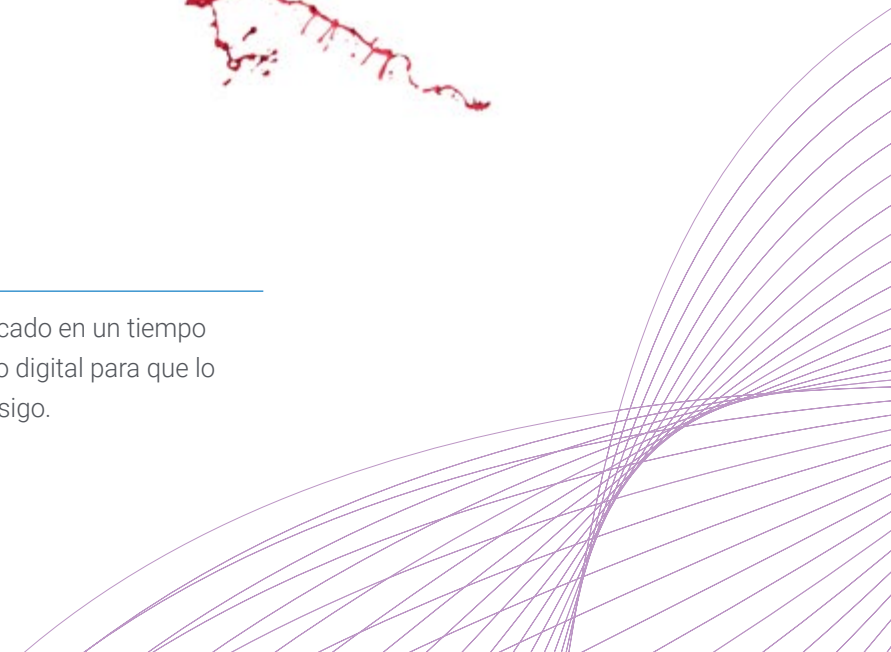 cado en un tiempo
o digital para que lo
sigo.